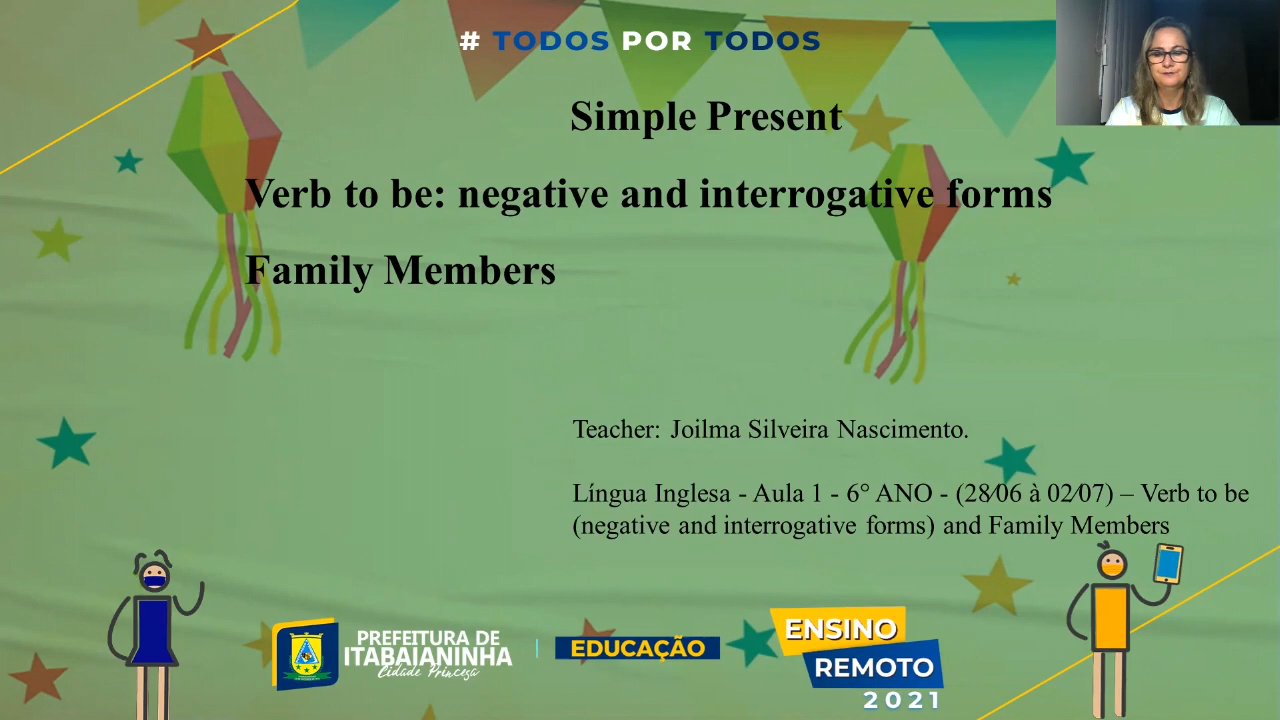 # TODOS POR TODOS
Simple Present
Verb to be: negative and interrogative forms
Family Members
Teacher: Joilma Silveira Nascimento.
Língua Inglesa - Aula 1 - 6° ANO - (28⁄06 à 02⁄07) – Verb to be
(negative and interrogative forms) and Family Members
PREFEITURA DE
ITABAIANINHA
Cidade Princesa
EDUCAÇÃO
ENSINO
REMOTO
2021